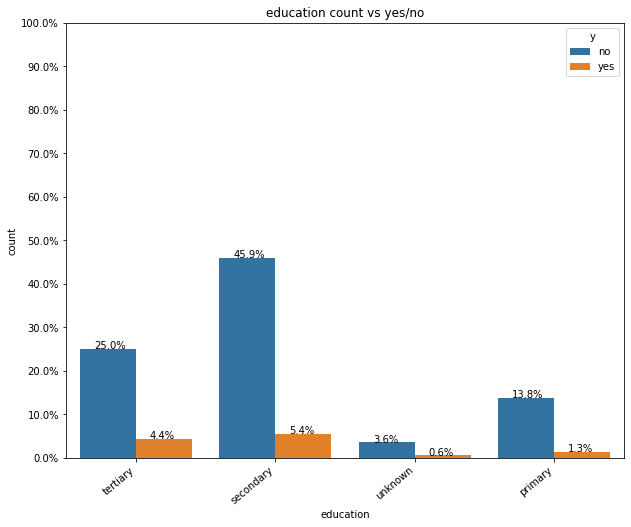 education count vs yes/no
y
no
yes
100.0%
90.0%
80.0%
70.0%
60.0%
50.0%
40.0%
30.0%
20.0%
10.0%
0.0%
count
25.0%
4.4%
45.9%
5.4%
3.6%
0.6%
13.8%
1.3%
tertiary
secondary
unknown
primary
education